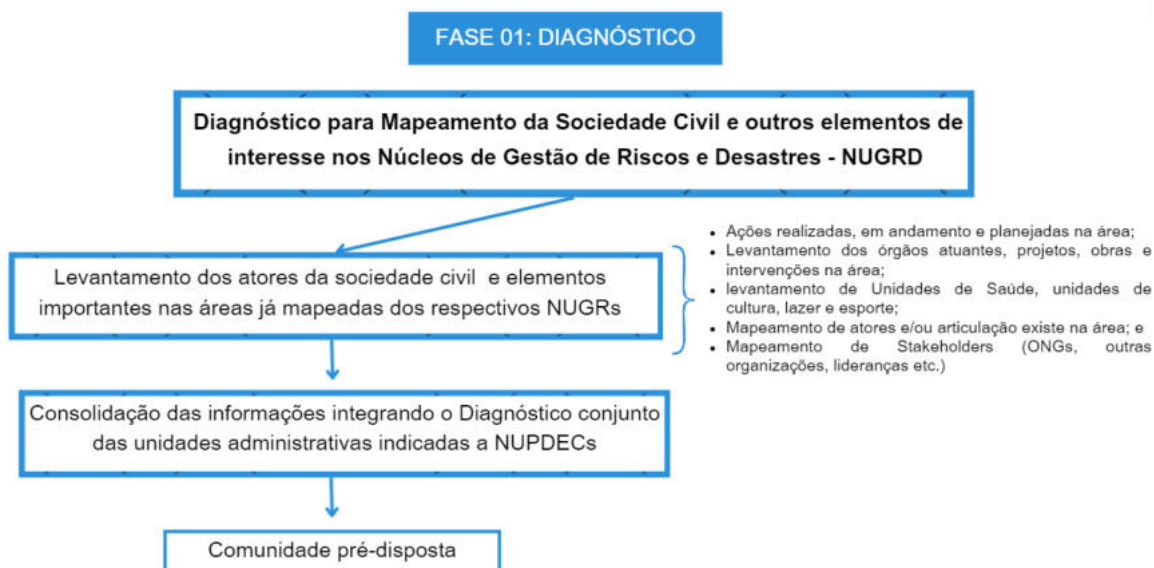 FASE 01: DIAGNÓSTICO
Diagnóstico para Mapeamento da Sociedade Civil e outros elementos de
interesse nos Núcleos de Gestão de Riscos e Desastres - NUGRD
Levantamento dos atores da sociedade civil e elementos
importantes nas áreas já mapeadas dos respectivos NUGRs
• Ações realizadas, em andamento e planejadas na área;
• Levantamento dos órgãos atuantes, projetos, obras e
intervenções na área;
• levantamento de Unidades de Saúde, unidades de
cultura, lazer e esporte;
• Mapeamento de atores e/ou articulação existe na área; e
• Mapeamento de Stakeholders (ONGs, outras
organizações, lideranças etc.)
Consolidação das informações integrando o Diagnóstico conjunto
das unidades administrativas indicadas a NUPDECs
Comunidade pré-disposta